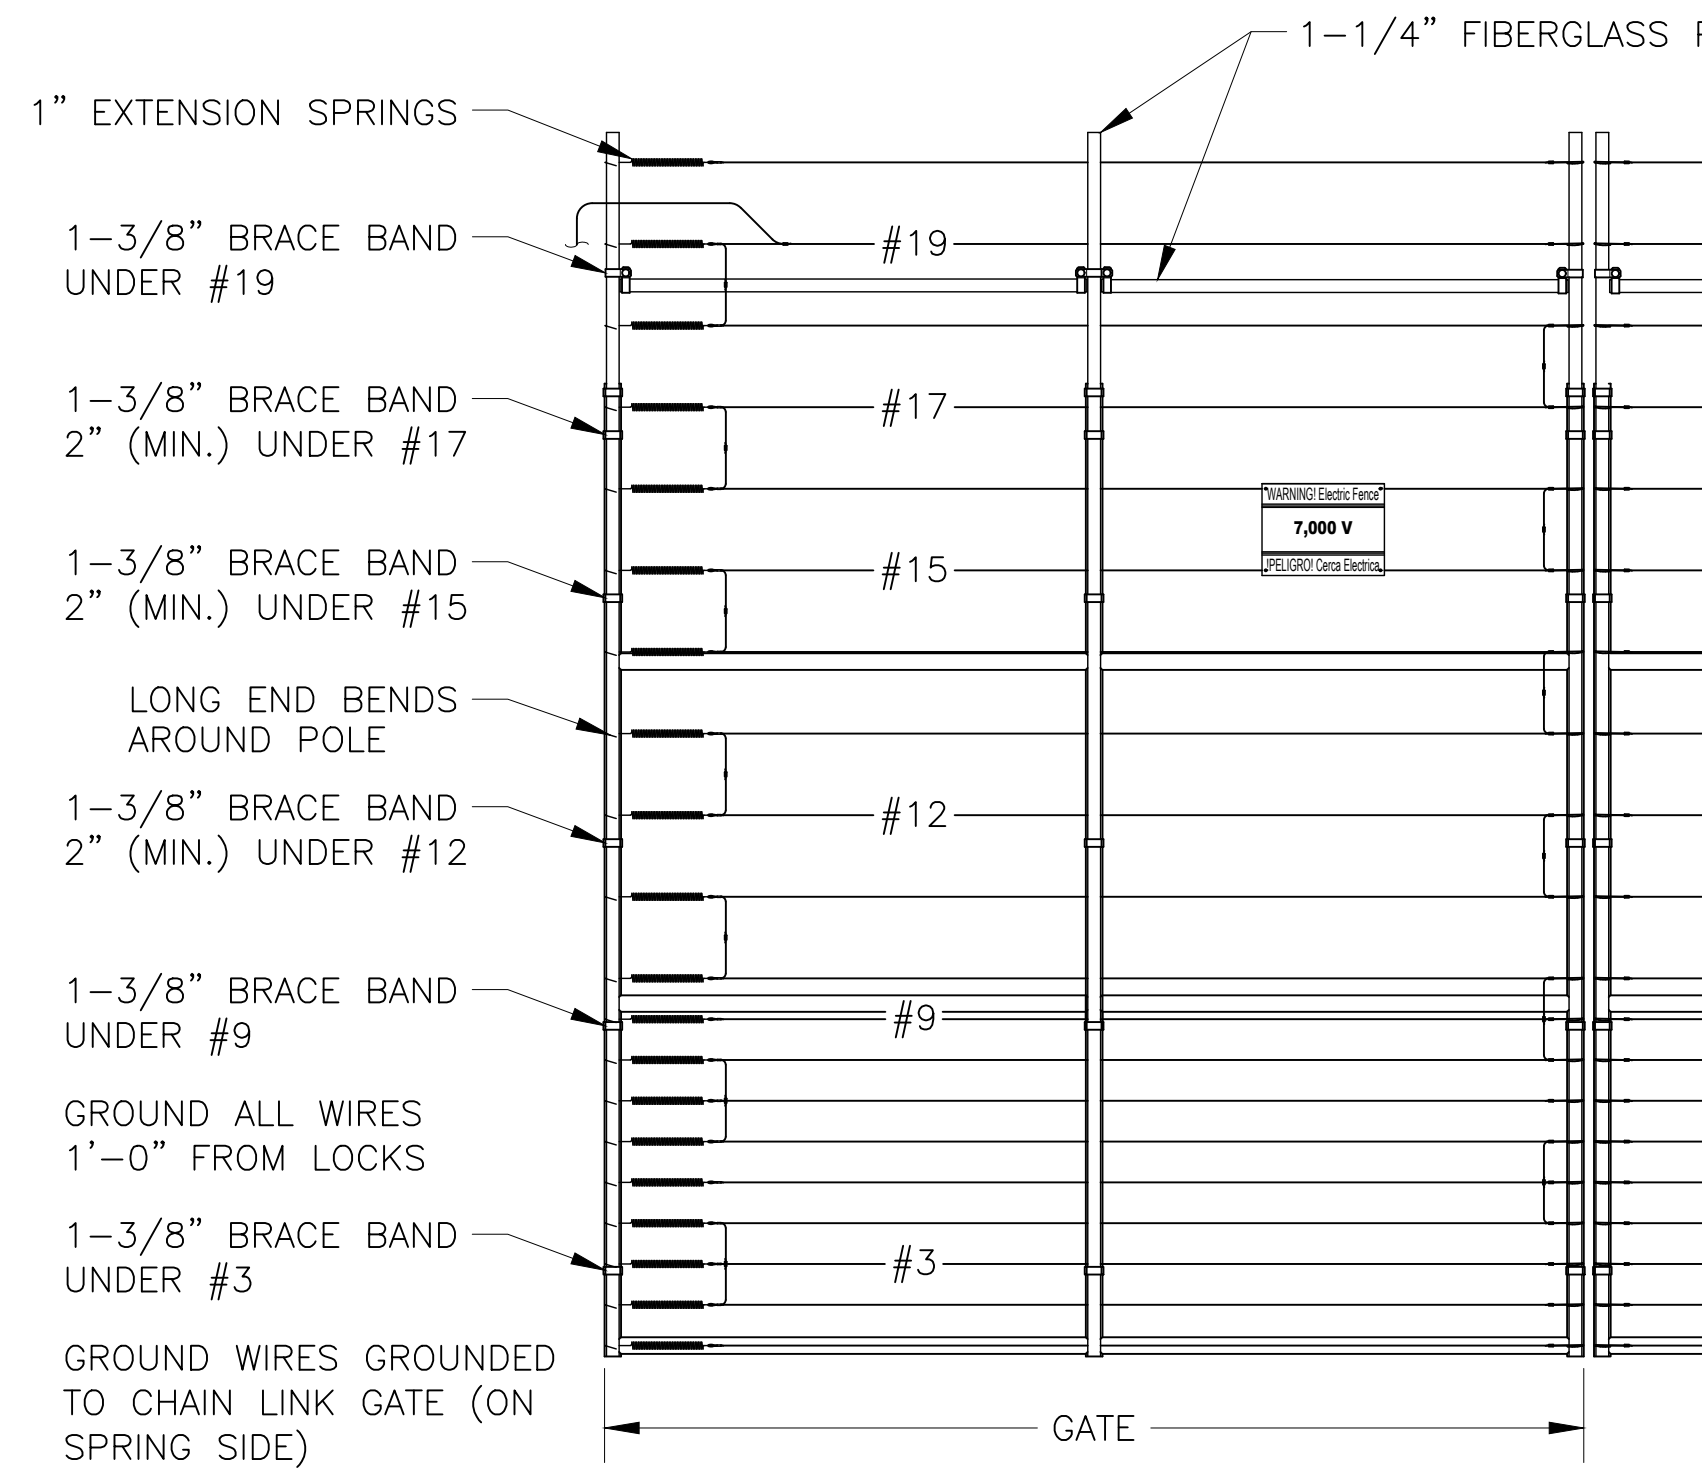 1-1/4” FIBERGLASS
1” EXTENSION SPRINGS
1-3/8” BRACE BAND
UNDER #19
#19
1-3/8” BRACE BAND
2” (MIN.) UNDER #17
#17
WARNING! Electric Fence
7,000 V
!PELIGRO! Cerca Electrica
1-3/8” BRACE BAND
2” (MIN.) UNDER #15
#15
LONG END BENDS
AROUND POLE
1-3/8” BRACE BAND
2” (MIN.) UNDER #12
#12
1-3/8” BRACE BAND
UNDER #9
#9
GROUND ALL WIRES
1’-0” FROM LOCKS
1-3/8” BRACE BAND
UNDER #3
#3
GROUND WIRES GROUNDED
TO CHAIN LINK GATE (ON
SPRING SIDE)
GATE